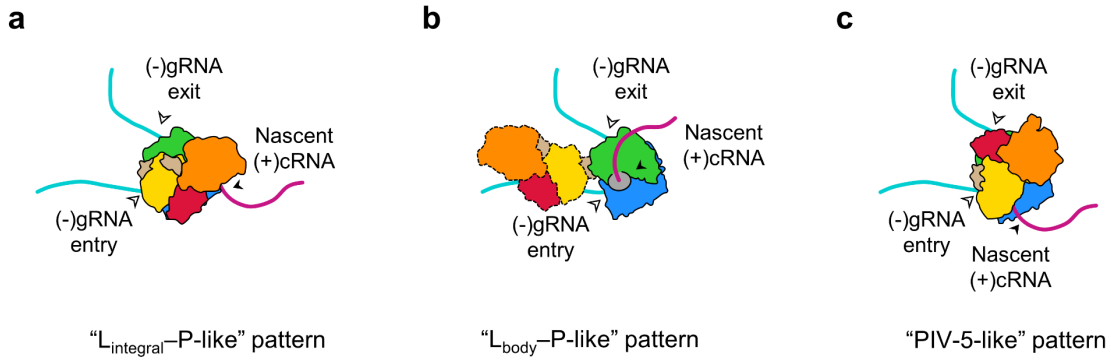 a
(-)gRNA
exit
Nascent
(+)cRNA
(-)gRNA
entry
“Lintegral–P-like” pattern
b
(-)gRNA
exit
Nascent
(+)cRNA
(-)gRNA
entry
“Lbody–P-like” pattern
c
(-)gRNA
exit
(-)gRNA
entry
Nascent
(+)cRNA
“PIV-5-like” pattern